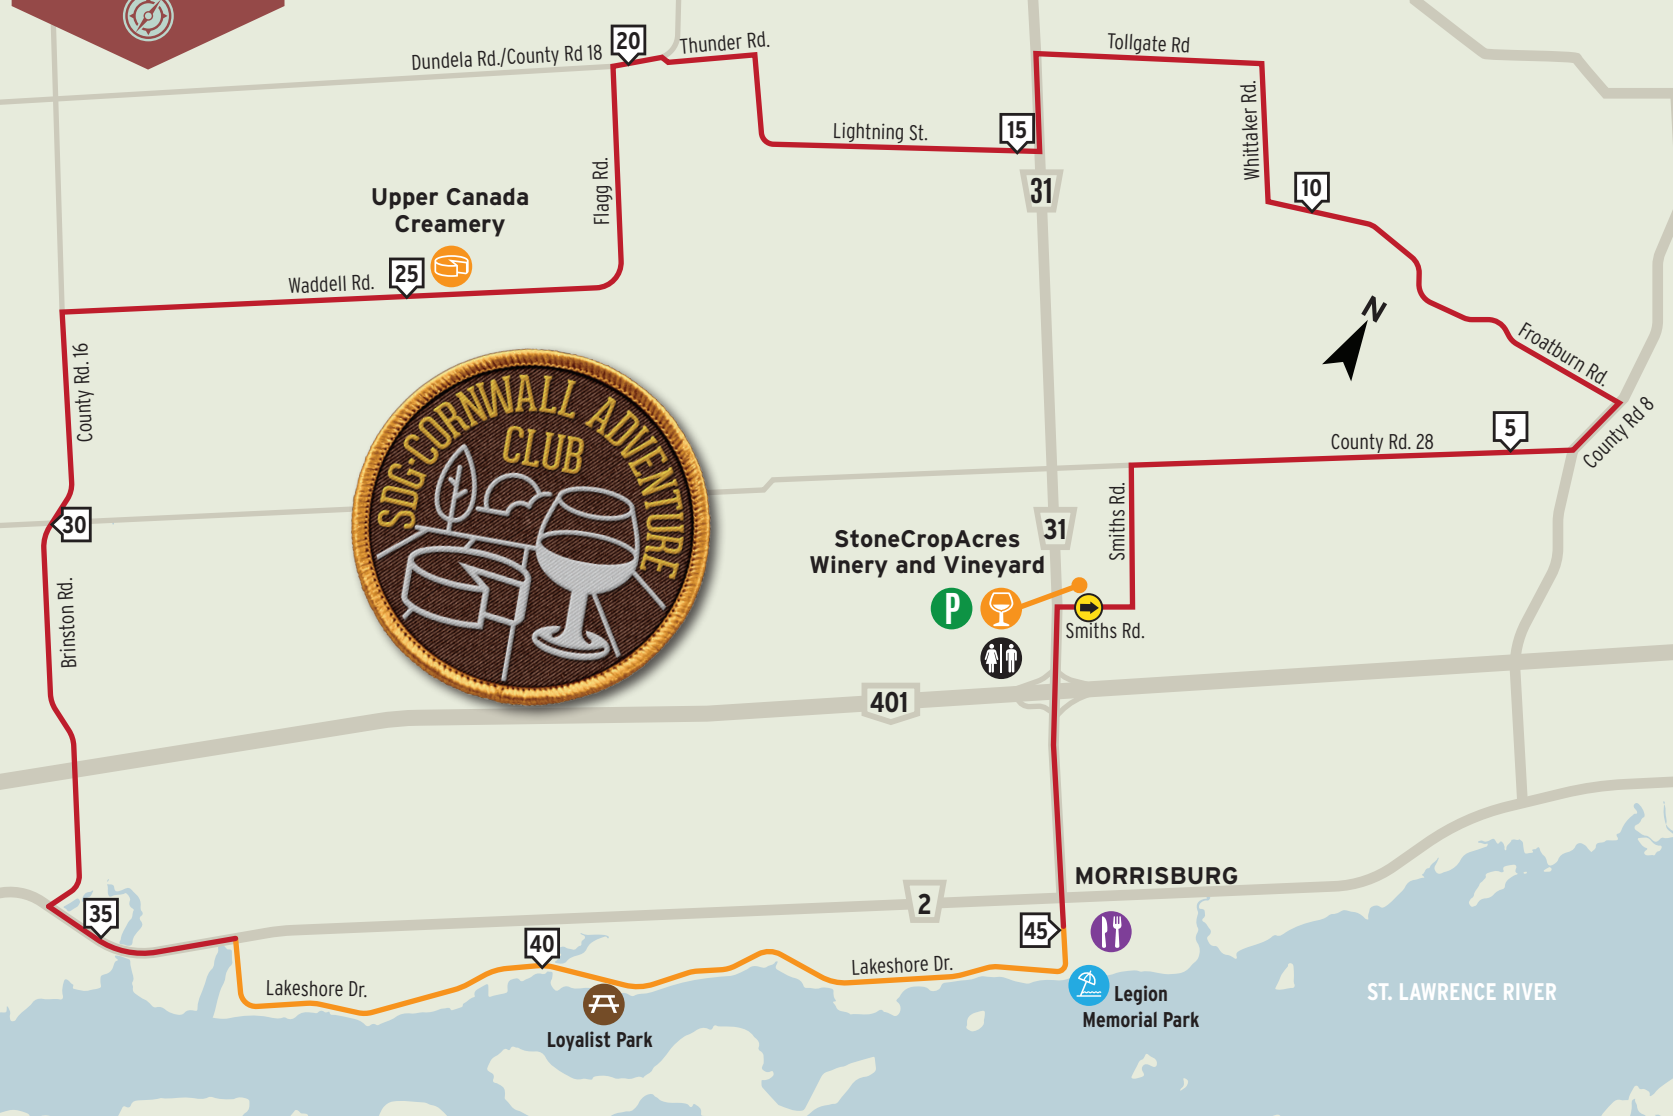 Dundela Rd./County Rd 18
20
Thunder Rd.
Tollgate Rd
Whittaker Rd.
15
Lightning St.
31
10
Flagg Rd.
Upper Canada
Creamery
Waddell Rd.
25
N
Froatburn Rd.
County Rd 8
5
County Rd. 28
County Rd. 16
SDG-CORNWALL ADVENTURE
CLUB
30
Smiths Rd.
31
StoneCropAcres
Winery and Vineyard
P
Smiths Rd.
Brinston Rd.
401
MORRISBURG
2
35
45
40
Lakeshore Dr.
Lakeshore Dr.
Legion
Memorial Park
ST. LAWRENCE RIVER
Loyalist Park